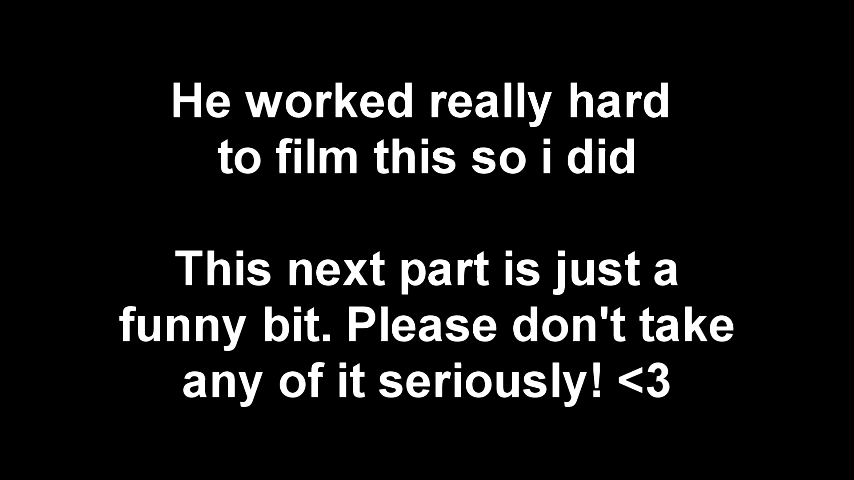 He worked really hard
to film this so i did
This next part is just a
funny bit. Please don't take
any of it seriously! <3